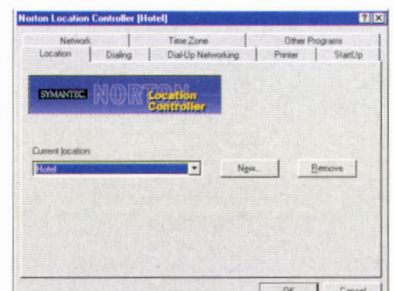 Norton Location Controller [Hotel]
Network Time Zone Other Programs
Location Dialing Dial-Up Networking Printer StartUp
SYMANTEC. NORTON
Location
Controller
Current location:
Hotel New... Remove
OK Cancel